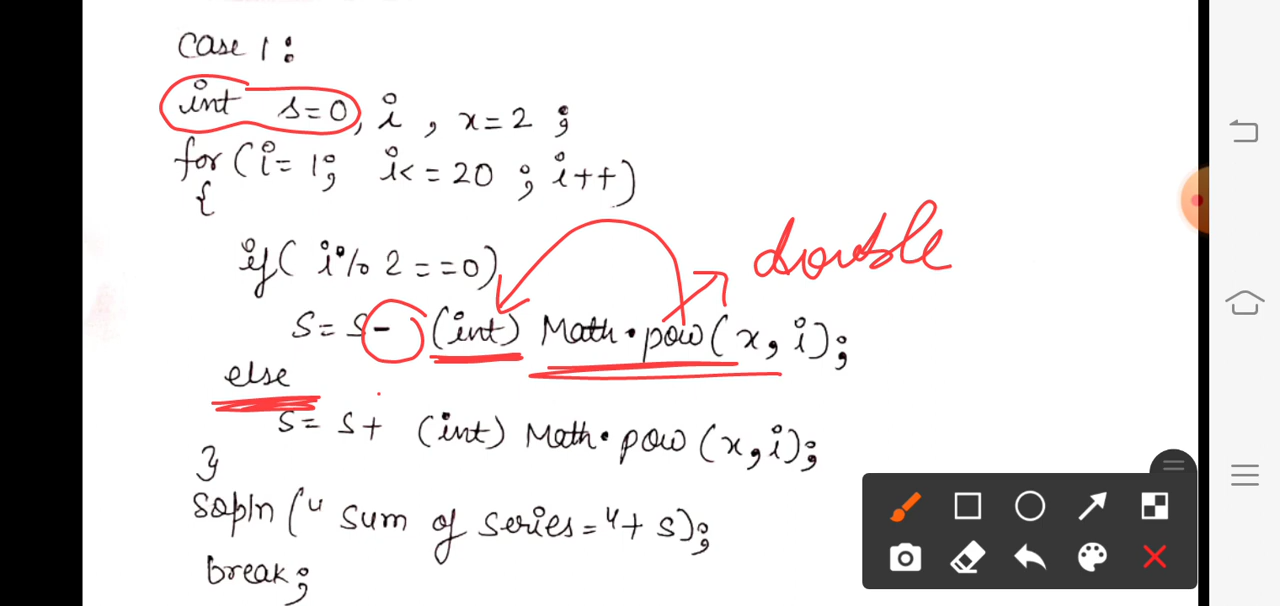 Case 1:
int s=0, i, x=2;
for(i=1; i<=20; i++)
{
if( i%2==0)
double
s= s- (int) Math.pow(x,i);
else
s= s+ (int) Math.pow(x,i);
}
sopln("sum of series="+s);
break;